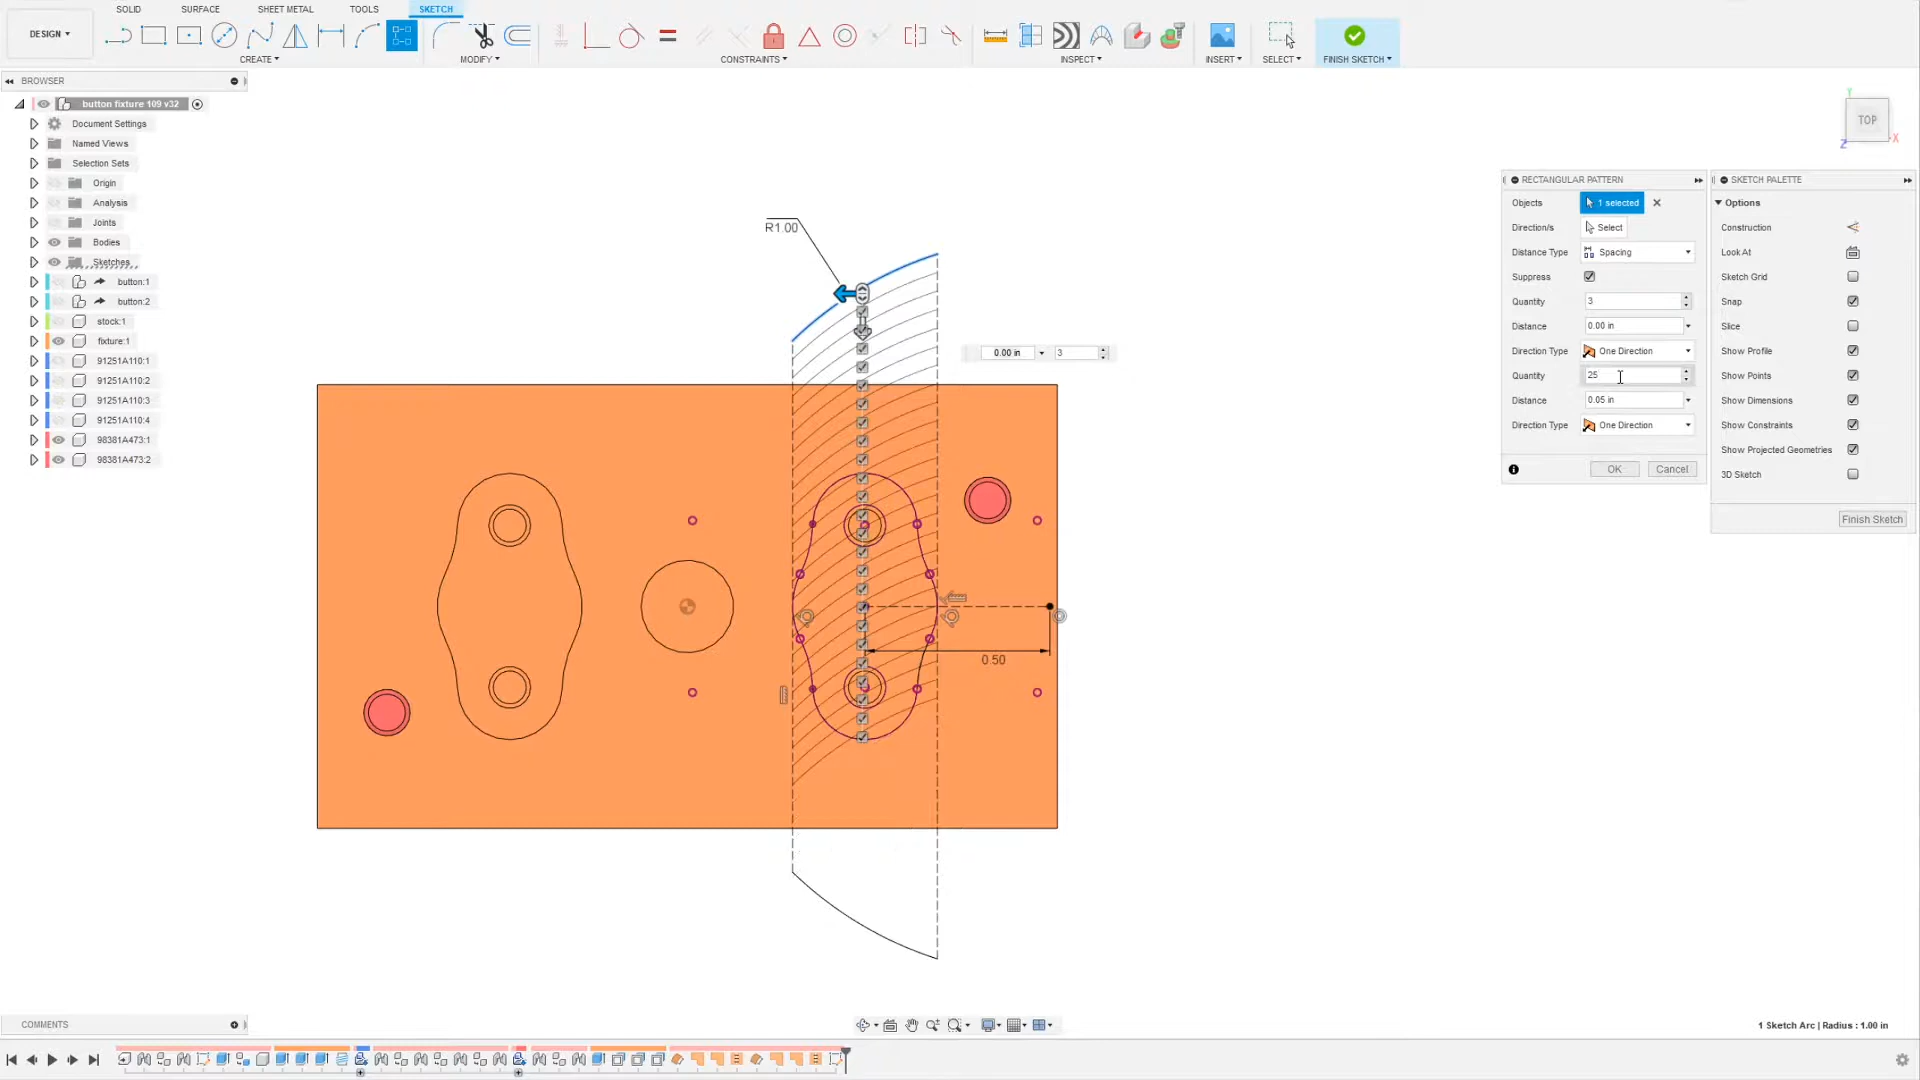 SOLID SURFACE SHEET METAL TOOLS SKETCH
DESIGN ▾
CREATE ▾ MODIFY ▾ CONSTRAINTS ▾ INSPECT ▾ INSERT ▾ SELECT ▾ FINISH SKETCH ▾
BROWSER
button fixture 109 v32
Document Settings
Named Views
Selection Sets
Origin
Analysis
Joints
Bodies
Sketches
button:1
button:2
stock:1
fixture:1
91251A110:1
91251A110:2
91251A110:3
91251A110:4
98381A473:1
98381A473:2
Y
TOP
X
Z
R1.00
0.00 in 3
0.50
RECTANGULAR PATTERN
Objects 1 selected
Direction/s Select
Distance Type Spacing
Suppress
Quantity 3
Distance 0.00 in
Direction Type One Direction
Quantity 25
Distance 0.05 in
Direction Type One Direction
OK Cancel
SKETCH PALETTE
Options
Construction
Look At
Sketch Grid
Snap
Slice
Show Profile
Show Points
Show Dimensions
Show Constraints
Show Projected Geometries
3D Sketch
Finish Sketch
COMMENTS
1 Sketch Arc | Radius : 1.00 in